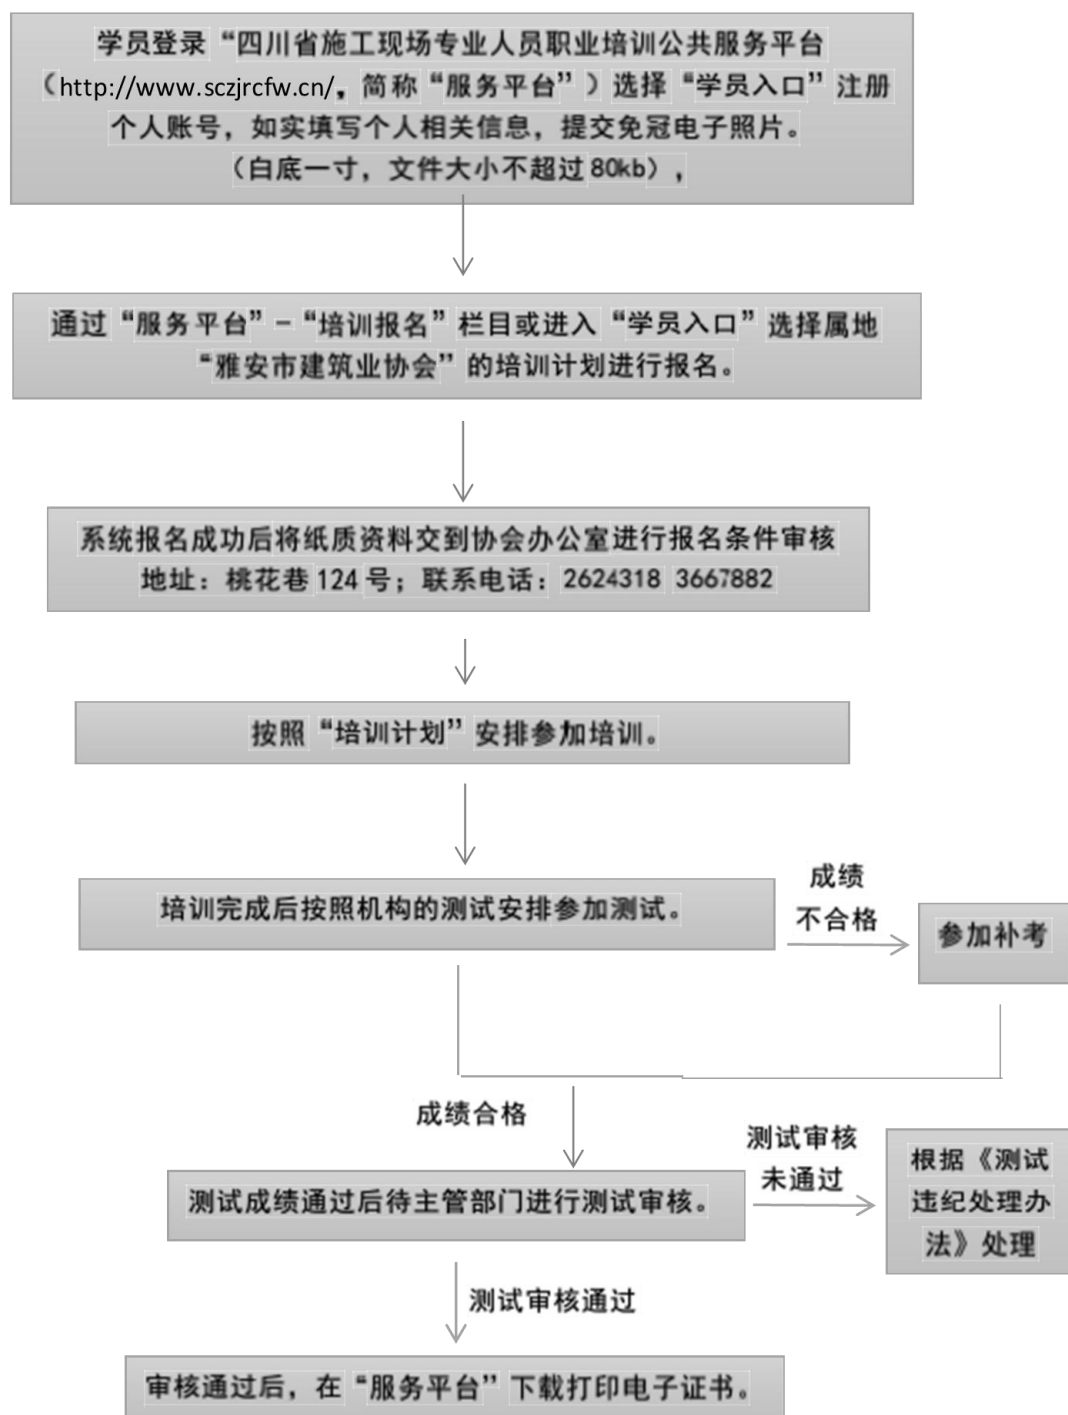 学员登录“四川省施工现场专业人员职业培训公共服务平台
（http://www.sczjrcfw.cn/，简称“服务平台”）选择“学员入口”注册
个人账号，如实填写个人相关信息，提交免冠电子照片。
（白底一寸，文件大小不超过80kb），
通过“服务平台”－“培训报名”栏目或进入“学员入口”选择属地
“雅安市建筑业协会”的培训计划进行报名。
系统报名成功后将纸质资料交到协会办公室进行报名条件审核
地址：桃花巷124号；联系电话：2624318 3667882
按照“培训计划”安排参加培训。
培训完成后按照机构的测试安排参加测试。
成绩
不合格
参加补考
成绩合格
测试成绩通过后待主管部门进行测试审核。
测试审核
未通过
根据《测试
违纪处理办
法》处理
测试审核通过
审核通过后，在“服务平台”下载打印电子证书。